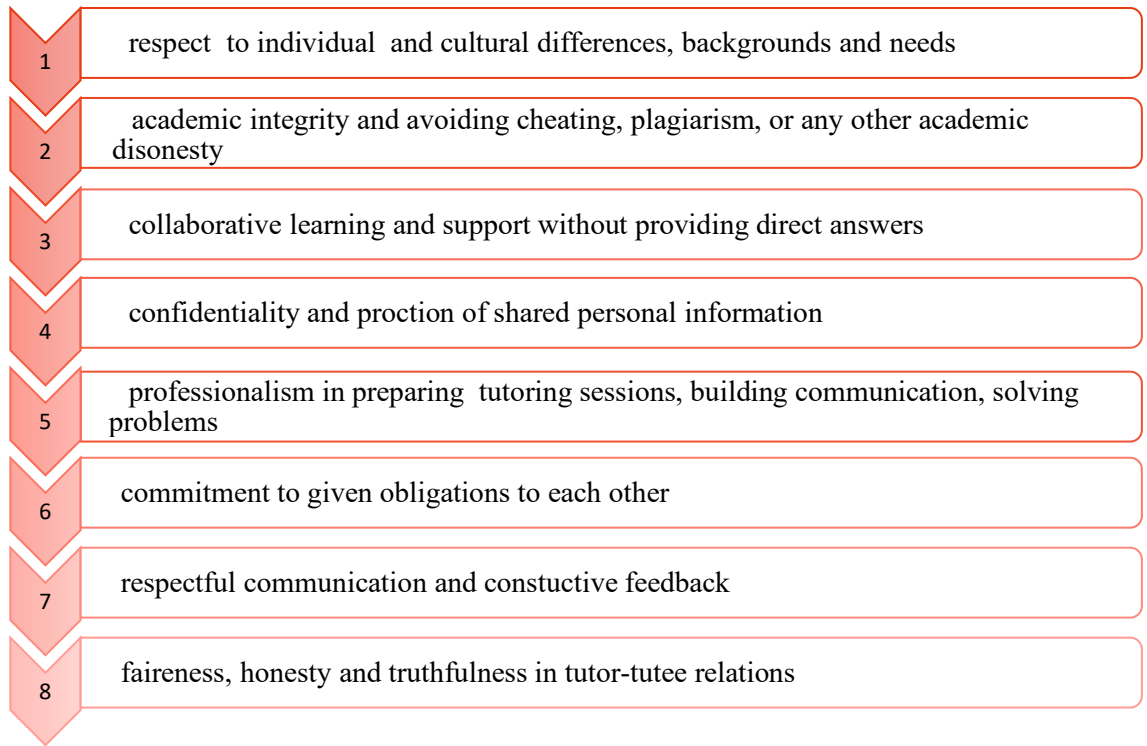 1
respect to individual and cultural differences, backgrounds and needs
2
academic integrity and avoiding cheating, plagiarism, or any other academic
disonesty
3
collaborative learning and support without providing direct answers
4
confidentiality and proction of shared personal information
5
professionalism in preparing tutoring sessions, building communication, solving
problems
6
commitment to given obligations to each other
7
respectful communication and constuctive feedback
8
faireness, honesty and truthfulness in tutor-tutee relations